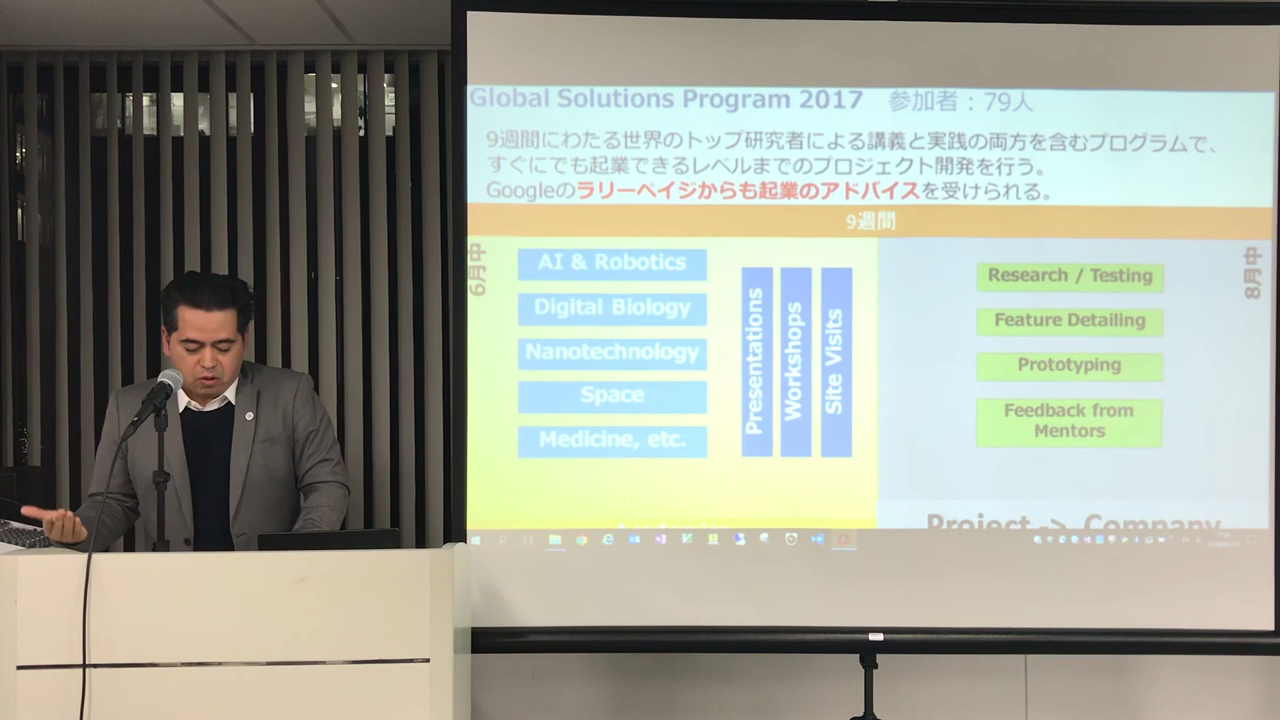 Global Solutions Program 2017 参加者：79人
9週間にわたる世界のトップ研究者による講義と実践の両方を含むプログラムで、
すぐにでも起業できるレベルまでのプロジェクト開発を行う。
Googleのラリーペイジからも起業のアドバイスを受けられる。
9週間
6月中
AI & Robotics
Digital Biology
Nanotechnology
Space
Medicine, etc.
Presentations
Workshops
Site Visits
Research / Testing
Feature Detailing
Prototyping
Feedback from
Mentors
8月中
Project -> Company